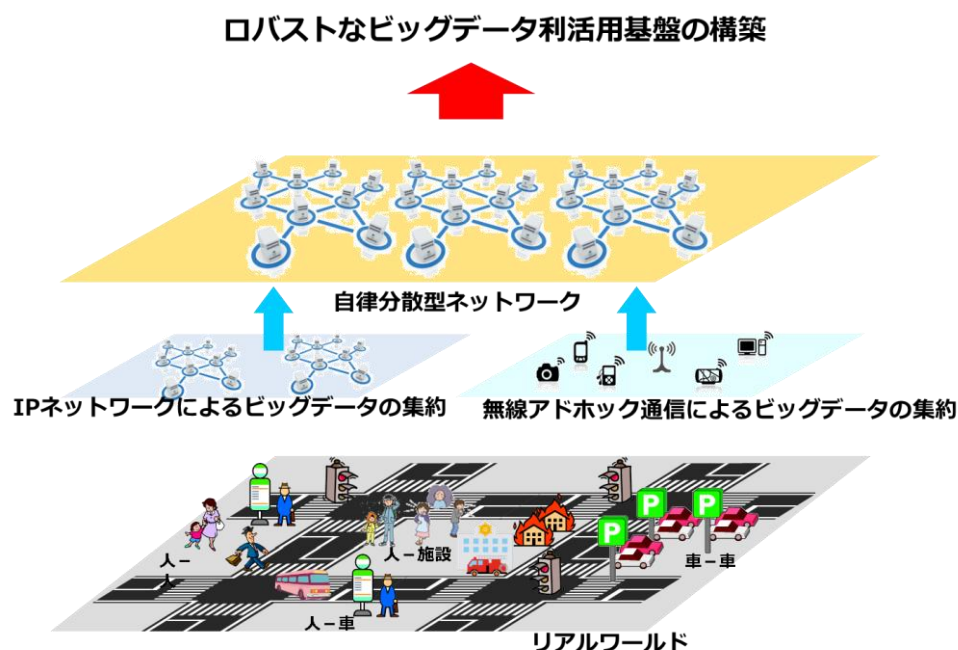 ロバストなビッグデータ利活用基盤の構築
自律分散型ネットワーク
IPネットワークによるビッグデータの集約
無線アドホック通信によるビッグデータの集約
P
P
P
人－
人
人－施設
車－車
人－車
リアルワールド